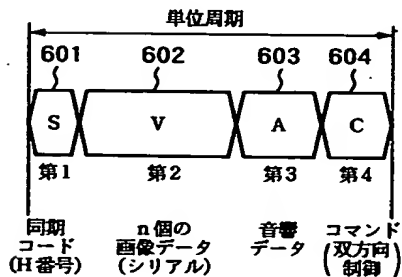 単位周期
601 602 603 604
S V A C
第1 第2 第3 第4
同期 n個の 音響 コマンド
コード 画像データ データ (双方向
(H番号) (シリアル) 制御)